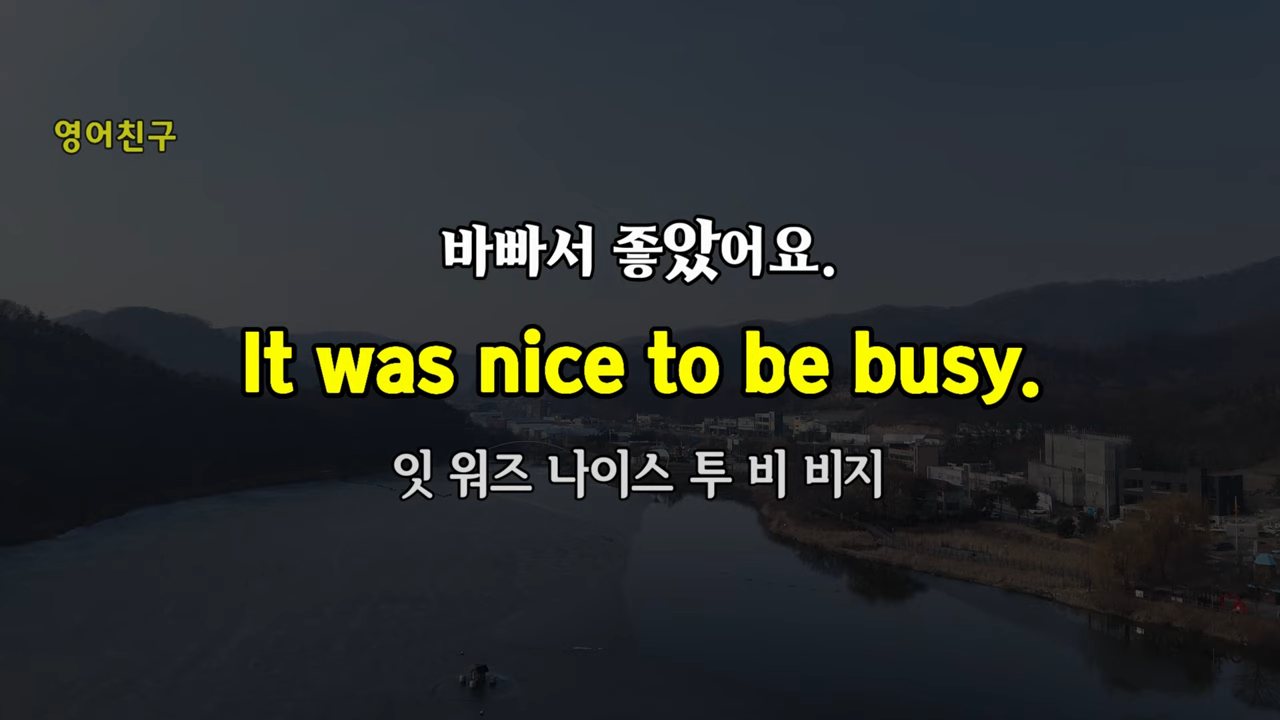 영어친구
바빠서 좋았어요.
It was nice to be busy.
잇 워즈 나이스 투 비 비지